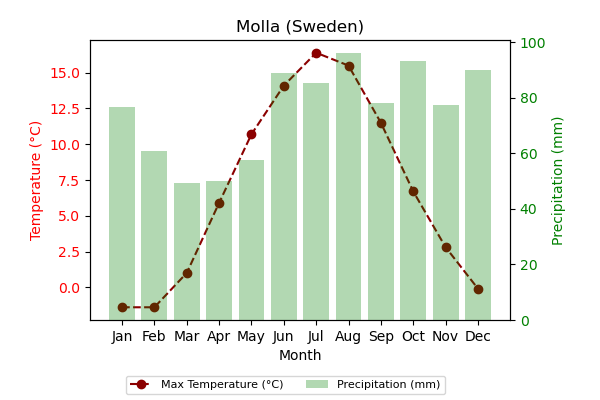 Molla (Sweden)
Temperature (°C)
15.0
12.5
10.0
7.5
5.0
2.5
0.0
100
80
60
40
20
0
Precipitation (mm)
Jan Feb Mar Apr May Jun Jul Aug Sep Oct Nov Dec
Month
Max Temperature (°C) Precipitation (mm)